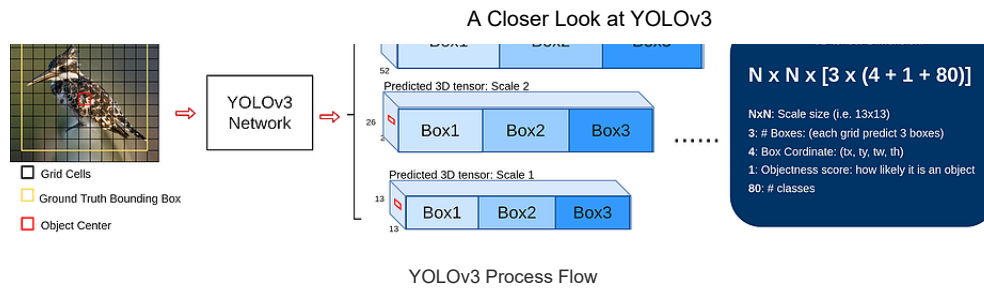 A Closer Look at YOLOv3
52
Predicted 3D tensor: Scale 2
N x N x [3 x (4 + 1 + 80)]
YOLOv3
Network
26
Box1 Box2 Box3
NxN: Scale size (i.e. 13x13)
3: # Boxes: (each grid predict 3 boxes)
4: Box Cordinate: (tx, ty, tw, th)
1: Objectness score: how likely it is an object
80: # classes
Grid Cells
Ground Truth Bounding Box
Object Center
Predicted 3D tensor: Scale 1
13
Box1 Box2 Box3
13
YOLOv3 Process Flow